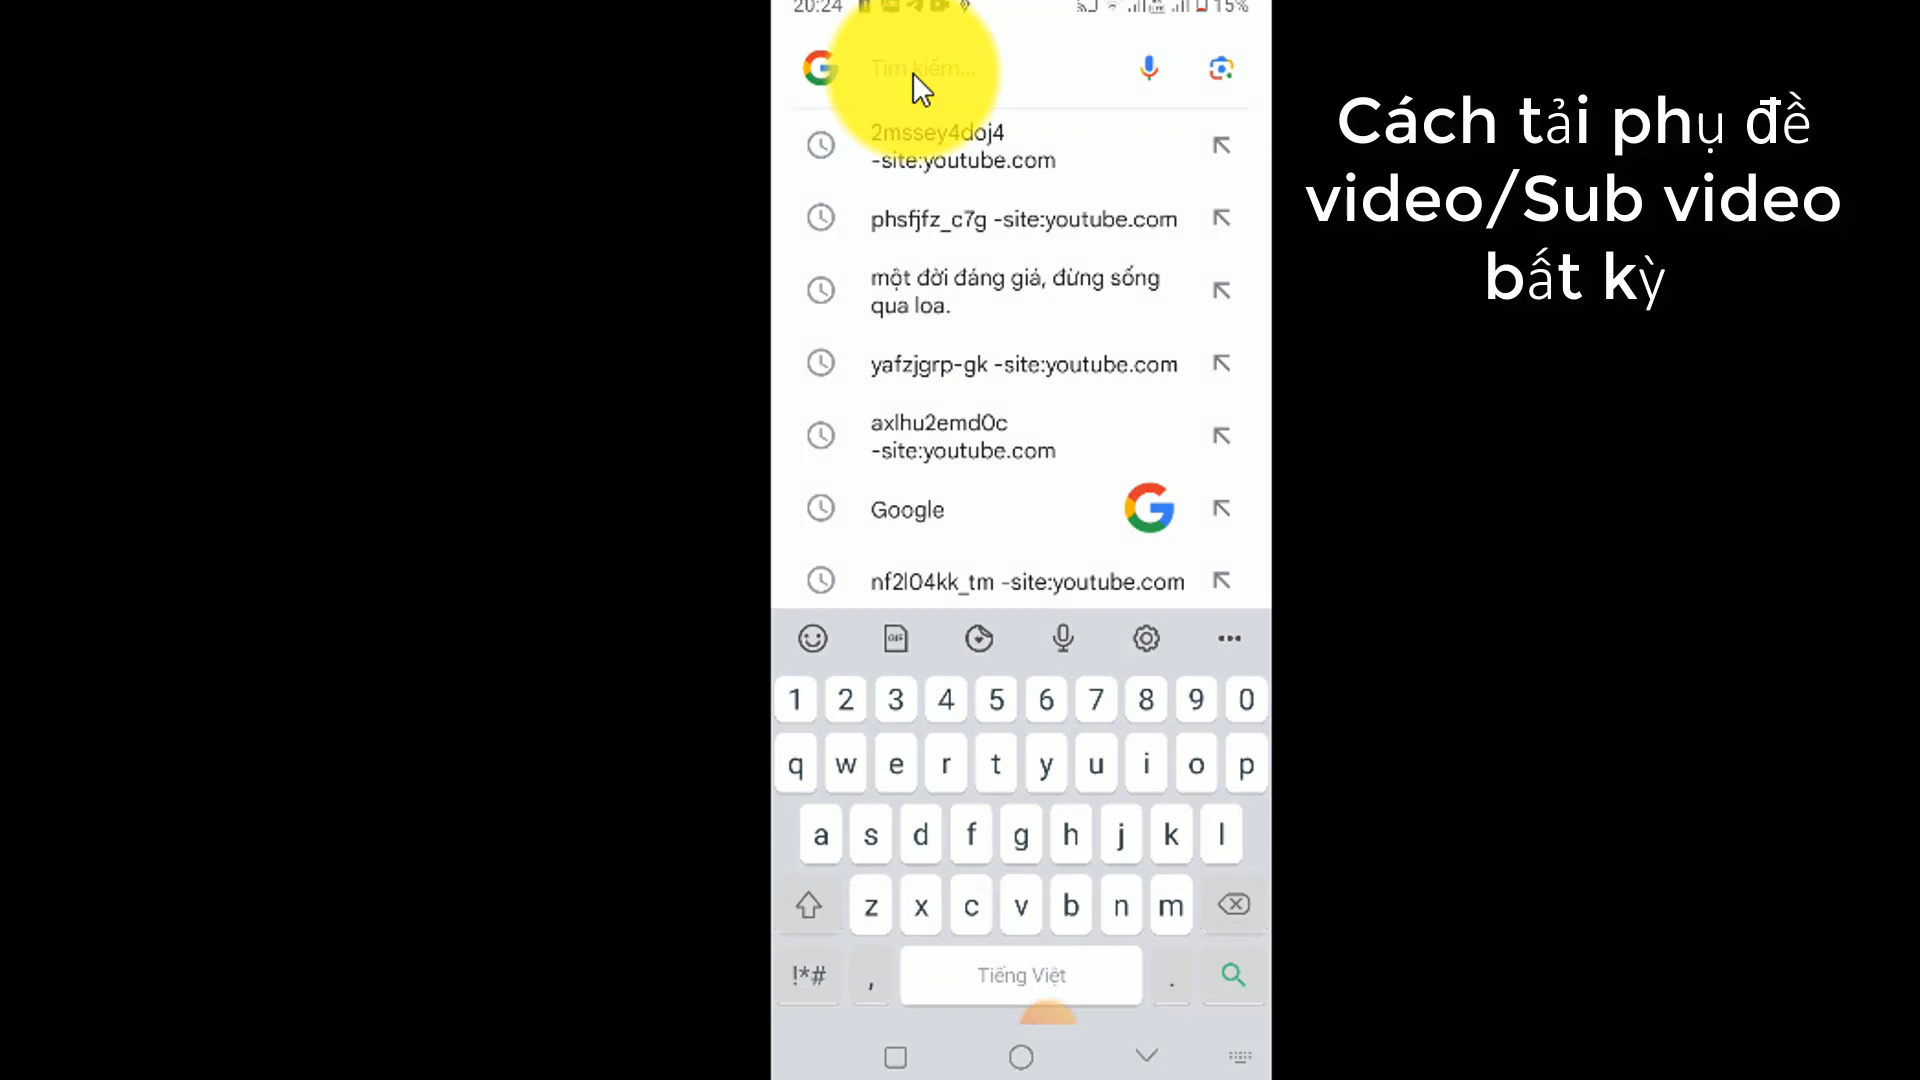 20:24
15%
Tìm kiếm...
2mssey4doj4
-site:youtube.com
phsfjfz_c7g -site:youtube.com
một đời đáng giá, đừng sống
qua loa.
yafzjgrp-gk -site:youtube.com
axlhu2emd0c
-site:youtube.com
Google
nf2l04kk_tm -site:youtube.com
Cách tải phụ đề
video/Sub video
bất kỳ
GIF
1 2 3 4 5 6 7 8 9 0
q w e r t y u i o p
a s d f g h j k l
z x c v b n m
!*# , Tiếng Việt .